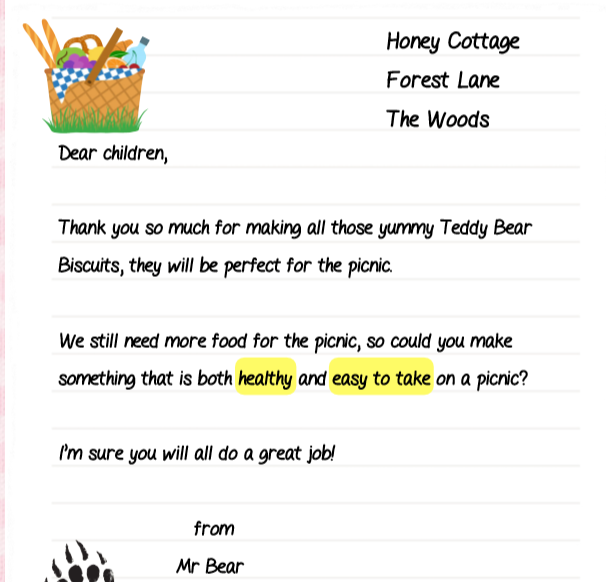 Honey Cottage
Forest Lane
The Woods
Dear children,
Thank you so much for making all those yummy Teddy Bear
Biscuits, they will be perfect for the picnic.
We still need more food for the picnic, so could you make
something that is both healthy and easy to take on a picnic?
I'm sure you will all do a great job!
from
Mr Bear